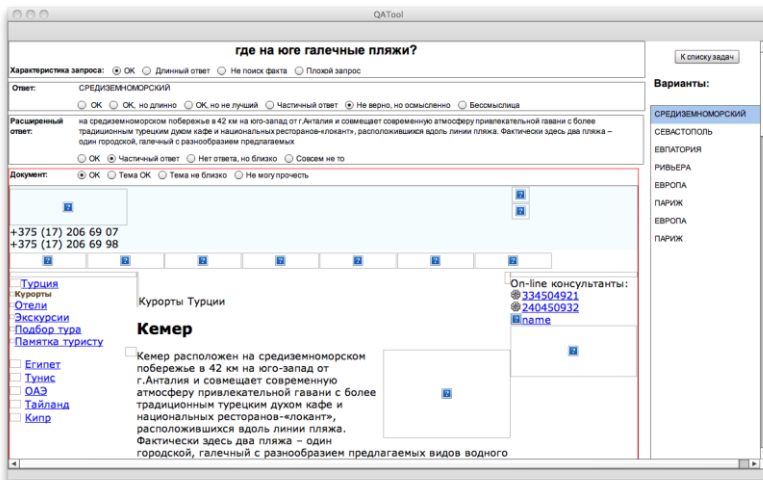 QATool
где на юге галечные пляжи?
Характеристика запроса: ОК Длинный ответ Не поиск факта Плохой запрос
Ответ: СРЕДИЗЕМНОМОРСКИЙ
ОК ОК, но длинно ОК, но не лучший Частичный ответ Не верно, но осмысленно Бессмыслица
Расширенный ответ:
на средиземноморском побережье в 42 км на юго-запад от г.Анталия и совмещает современную атмосферу привлекательной гавани с более
традиционным турецким духом кафе и национальных ресторанов-«локант», расположившихся вдоль линии пляжа. Фактически здесь два пляжа –
один городской, галечный с разнообразием предлагаемых
ОК Частичный ответ Нет ответа, но близко Совсем не то
Документ: ОК Тема ОК Тема не близко Не могу прочесть
+375 (17) 206 69 07
+375 (17) 206 69 98
Турция
Курорты
Отели
Экскурсии
Подбор тура
Памятка туристу
Египет
Тунис
ОАЭ
Тайланд
Кипр
Курорты Турции
Кемер
Кемер расположен на средиземноморском
побережье в 42 км на юго-запад от
г.Анталия и совмещает современную
атмосферу привлекательной гавани с более
традиционным турецким духом кафе и
национальных ресторанов-«локант»,
расположившихся вдоль линии пляжа.
Фактически здесь два пляжа – один
городской, галечный с разнообразием предлагаемых видов водного
On-line консультанты:
334504921
240450932
name
К списку задач
Варианты:
СРЕДИЗЕМНОМОРСКИЙ
СЕВАСТОПОЛЬ
ЕВПАТОРИЯ
РИВЬЕРА
ЕВРОПА
ПАРИЖ
ЕВРОПА
ПАРИЖ